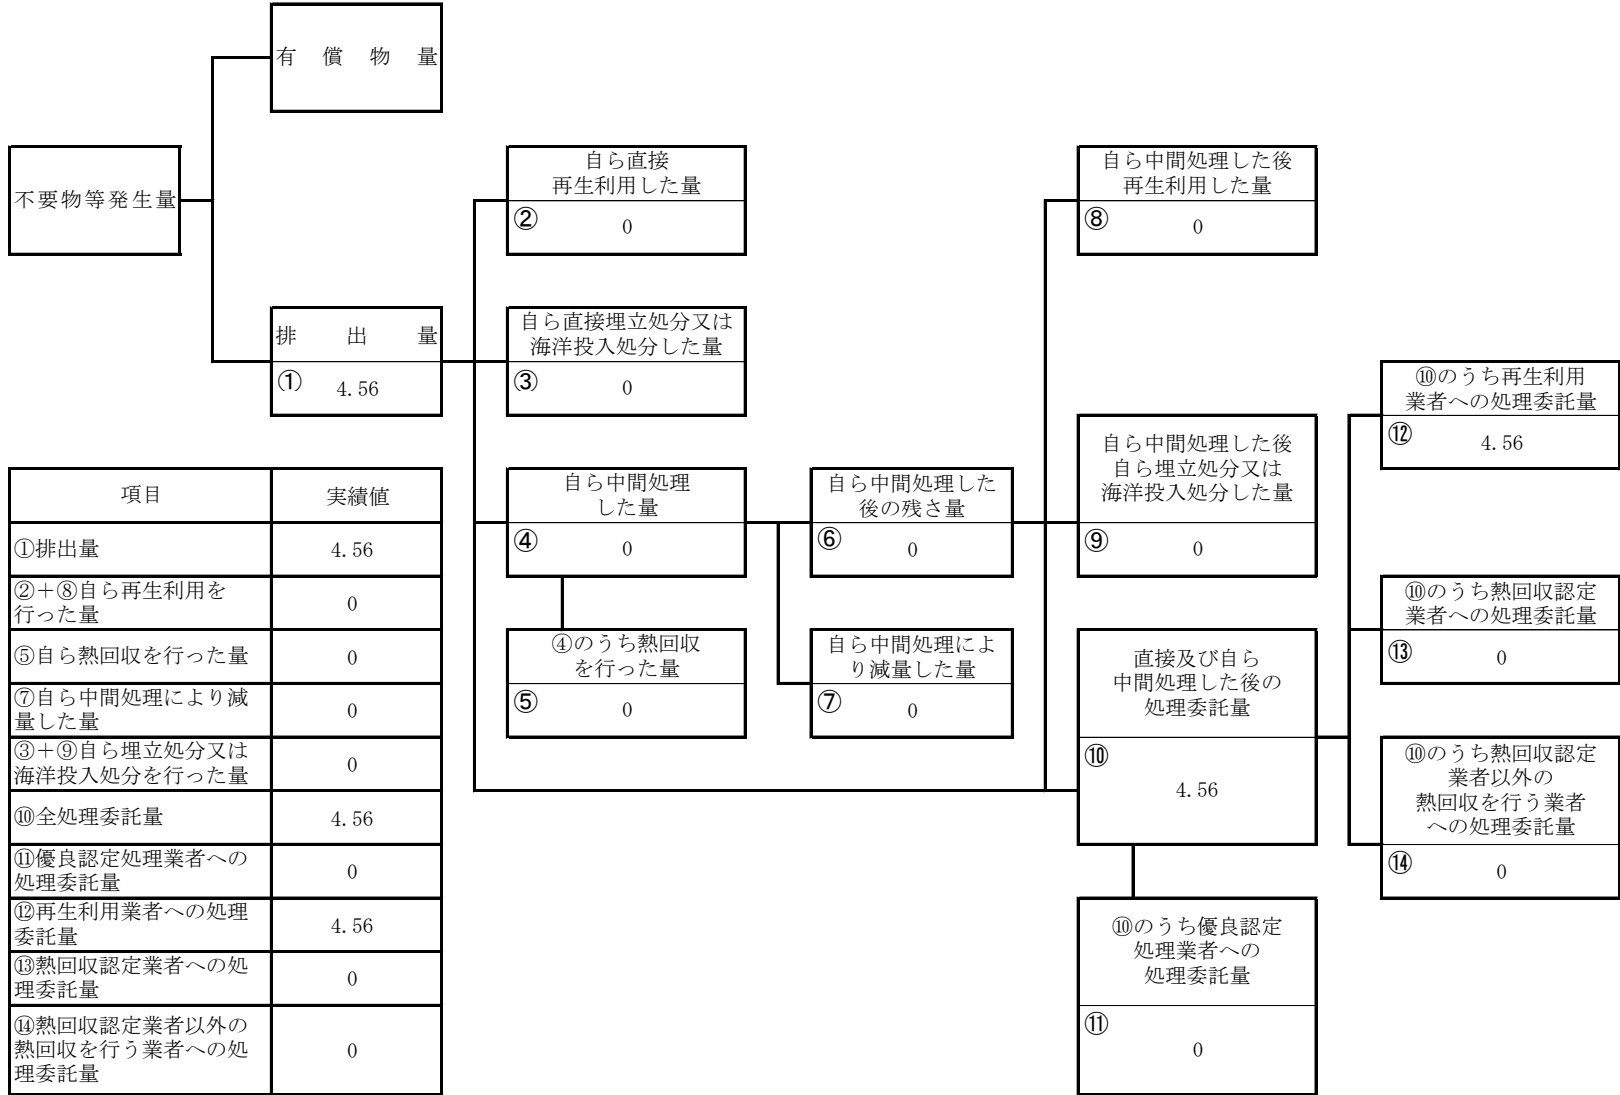 有償物量
不要物等発生量
排出量
① 4.56
自ら直接
再生利用した量
② 0
自ら直接埋立処分又は
海洋投入処分した量
③ 0
自ら中間処理
した量
④ 0
④のうち熱回収
を行った量
⑤ 0
自ら中間処理した
後の残さ量
⑥ 0
自ら中間処理によ
り減量した量
⑦ 0
自ら中間処理した後
再生利用した量
⑧ 0
自ら中間処理した後
自ら埋立処分又は
海洋投入処分した量
⑨ 0
直接及び自ら
中間処理した後の
処理委託量
⑩
4.56
⑩のうち優良認定
処理業者への
処理委託量
⑪
0
⑩のうち再生利用
業者への処理委託量
⑫ 4.56
⑩のうち熱回収認定
業者への処理委託量
⑬ 0
⑩のうち熱回収認定
業者以外の
熱回収を行う業者
への処理委託量
⑭ 0
項目 実績値
①排出量 4.56
②+⑧自ら再生利用を
行った量 0
⑤自ら熱回収を行った量 0
⑦自ら中間処理により減
量した量 0
③+⑨自ら埋立処分又は
海洋投入処分を行った量 0
⑩全処理委託量 4.56
⑪優良認定処理業者への
処理委託量 0
⑫再生利用業者への処理
委託量 4.56
⑬熱回収認定業者への処
理委託量 0
⑭熱回収認定業者以外の
熱回収を行う業者への処
理委託量 0